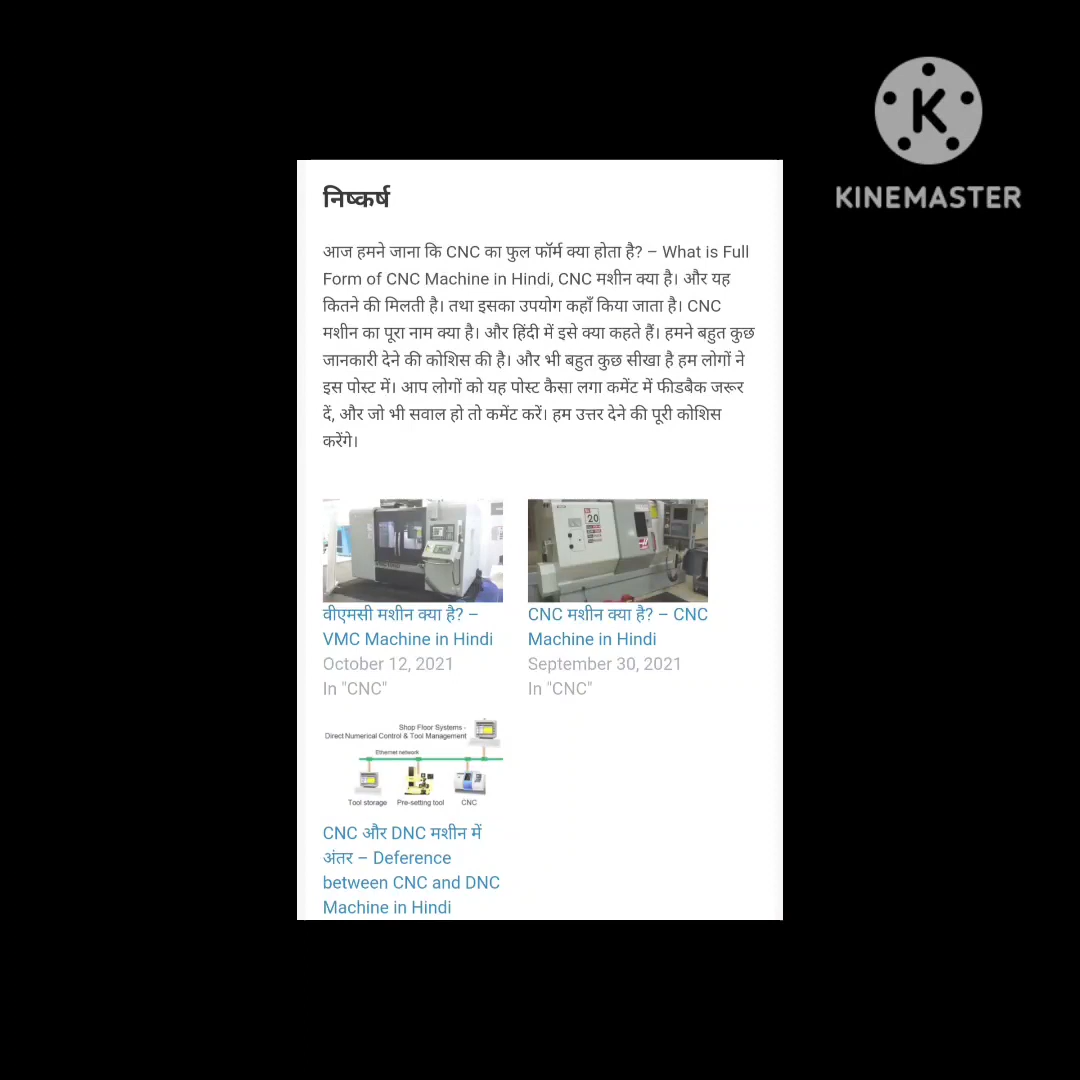 KINEMASTER
निष्कर्ष
आज हमने जाना कि CNC का फुल फॉर्म क्या होता है? – What is Full
Form of CNC Machine in Hindi, CNC मशीन क्या है। और यह
कितने की मिलती है। तथा इसका उपयोग कहाँ किया जाता है। CNC
मशीन का पूरा नाम क्या है। और हिंदी में इसे क्या कहते हैं। हमने बहुत कुछ
जानकारी देने की कोशिस की है। और भी बहुत कुछ सीखा है हम लोगों ने
इस पोस्ट में। आप लोगों को यह पोस्ट कैसा लगा कमेंट में फीडबैक जरूर
दें, और जो भी सवाल हो तो कमेंट करें। हम उत्तर देने की पूरी कोशिस
करेंगे।
20
वीएमसी मशीन क्या है? –
VMC Machine in Hindi
October 12, 2021
In "CNC"
CNC मशीन क्या है? – CNC
Machine in Hindi
September 30, 2021
In "CNC"
Shop Floor Systems -
Direct Numerical Control & Tool Management
Ethernet network
Tool storage Pre-setting tool CNC
CNC और DNC मशीन में
अंतर – Deference
between CNC and DNC
Machine in Hindi